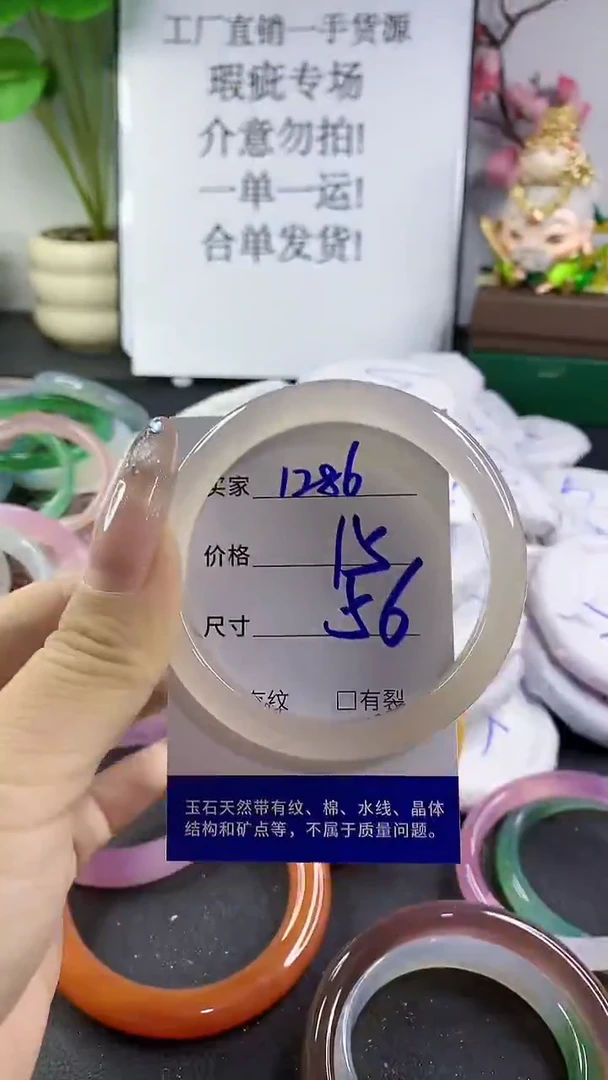 工厂直销一手货源
瑕疵专场
介意勿拍!
一单一运!
合单发货!
买家 1286
价格 15
尺寸 56
纹 □有裂
玉石天然带有纹、棉、水线、晶体
结构和矿点等，不属于质量问题。